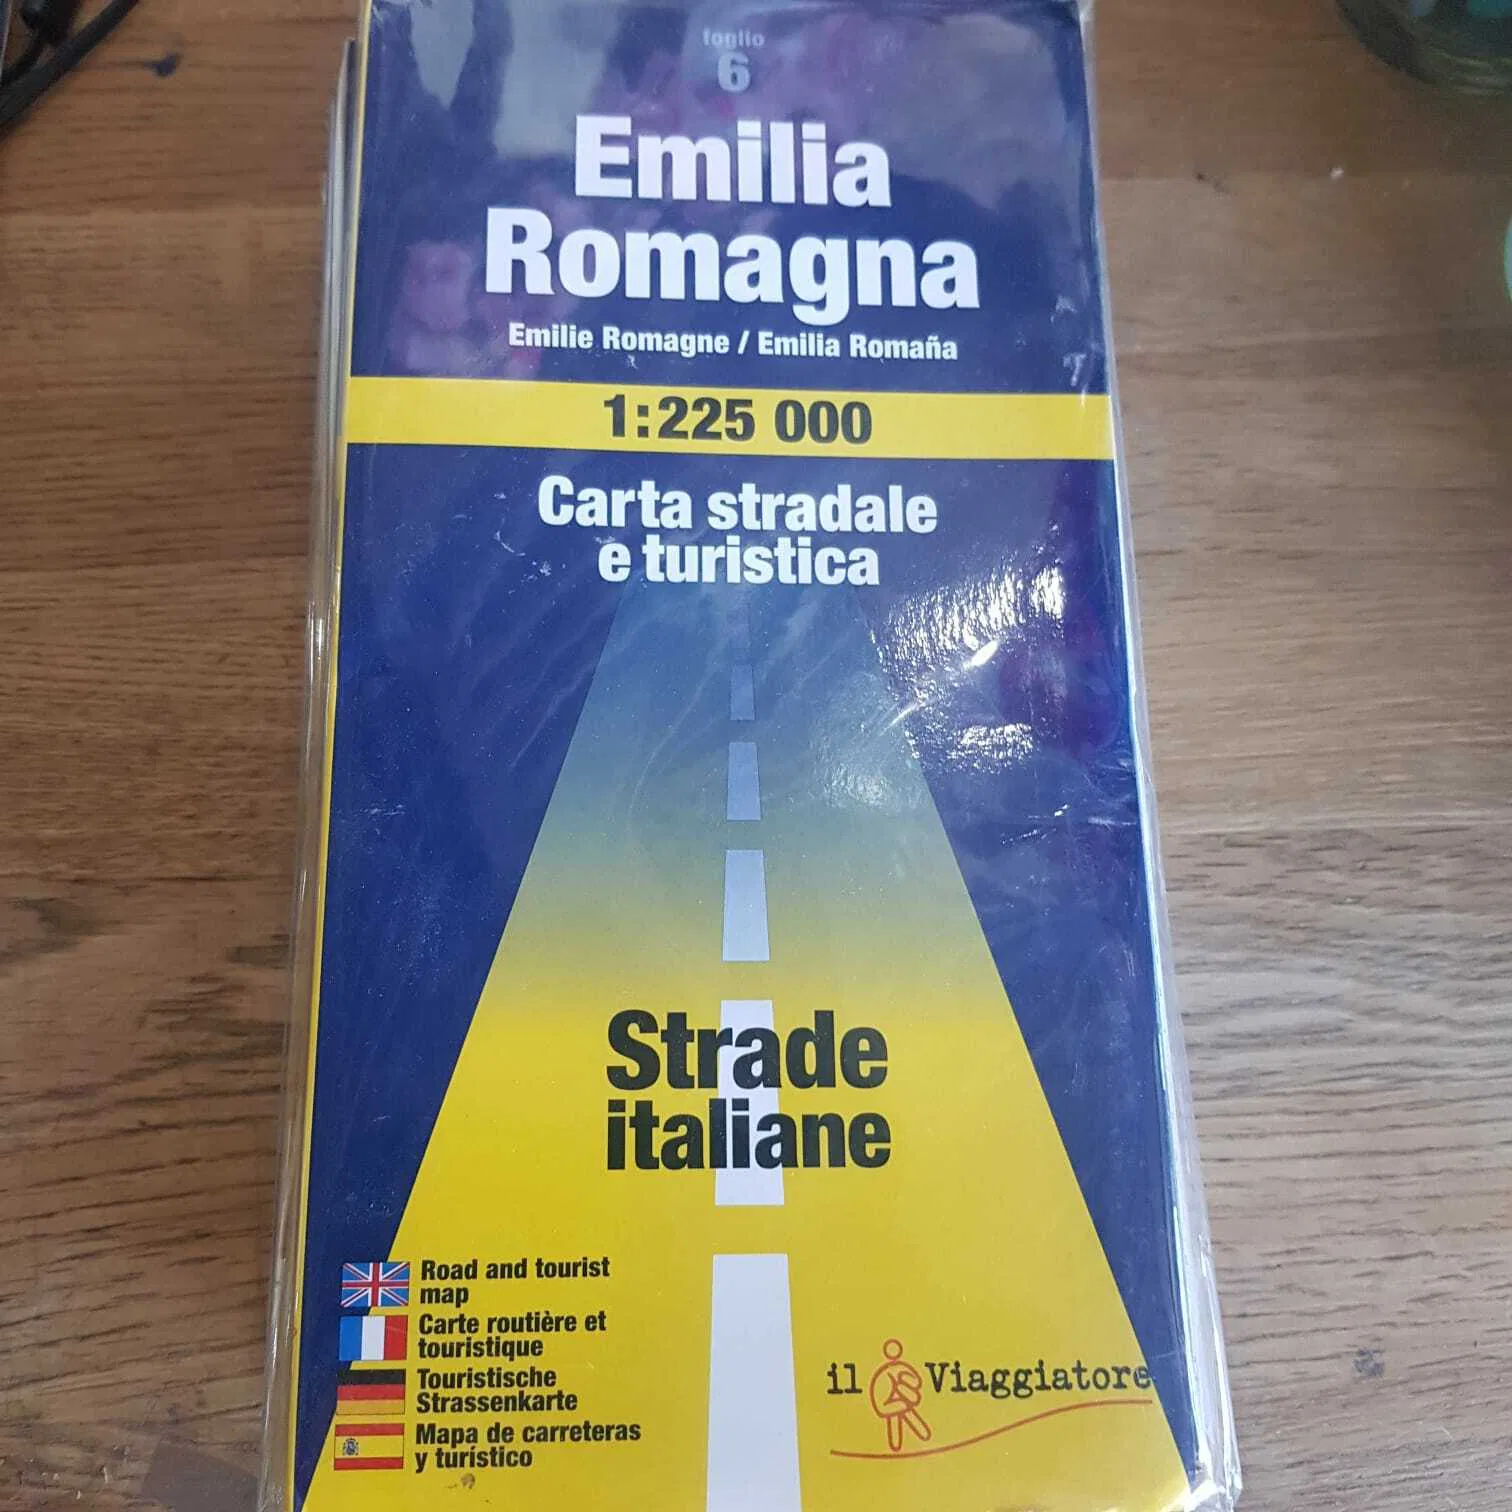 foglio
6
Emilia
Romagna
Emilie Romagne / Emilia Romaña
1:225 000
Carta stradale
e turistica
Strade
italiane
Road and tourist
map
Carte routière et
touristique
Touristische
Strassenkarte
Mapa de carreteras
y turístico
il Viaggiatore